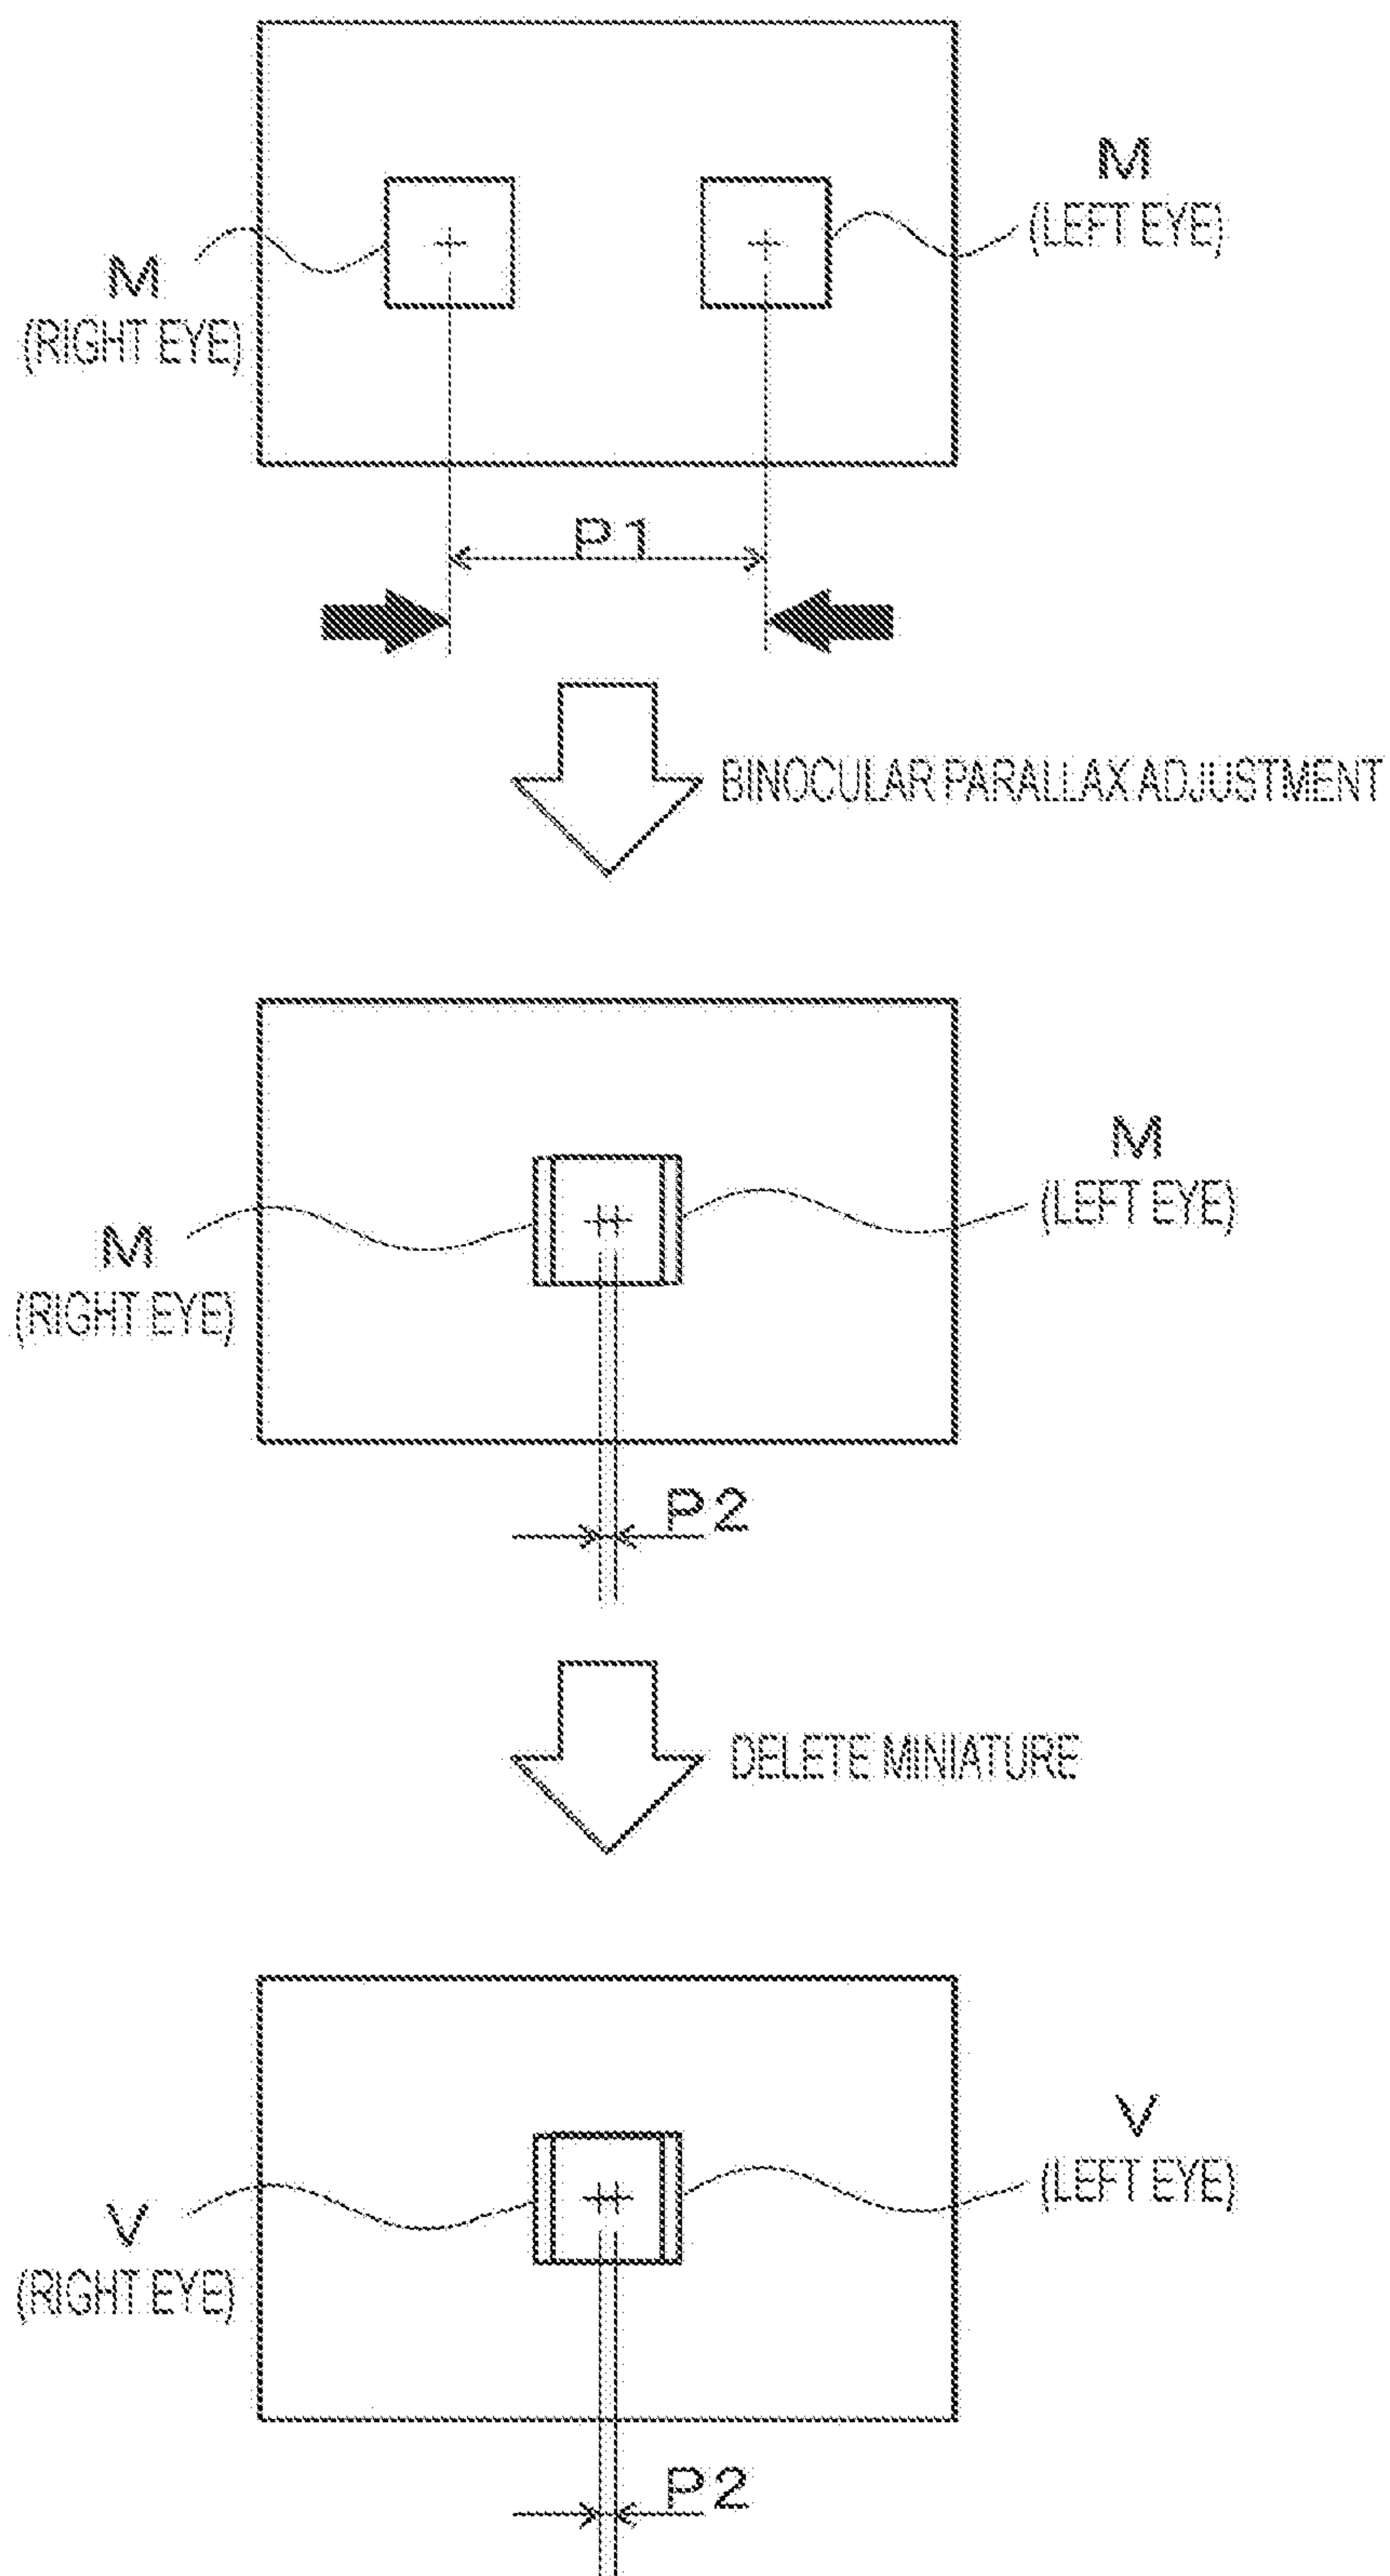 M
(LEFT EYE)
M
(RIGHT EYE)
P1
BINOCULAR PARALLAX ADJUSTMENT
M
(LEFT EYE)
M
(RIGHT EYE)
P2
DELETE MINIATURE
V
(LEFT EYE)
V
(RIGHT EYE)
P2